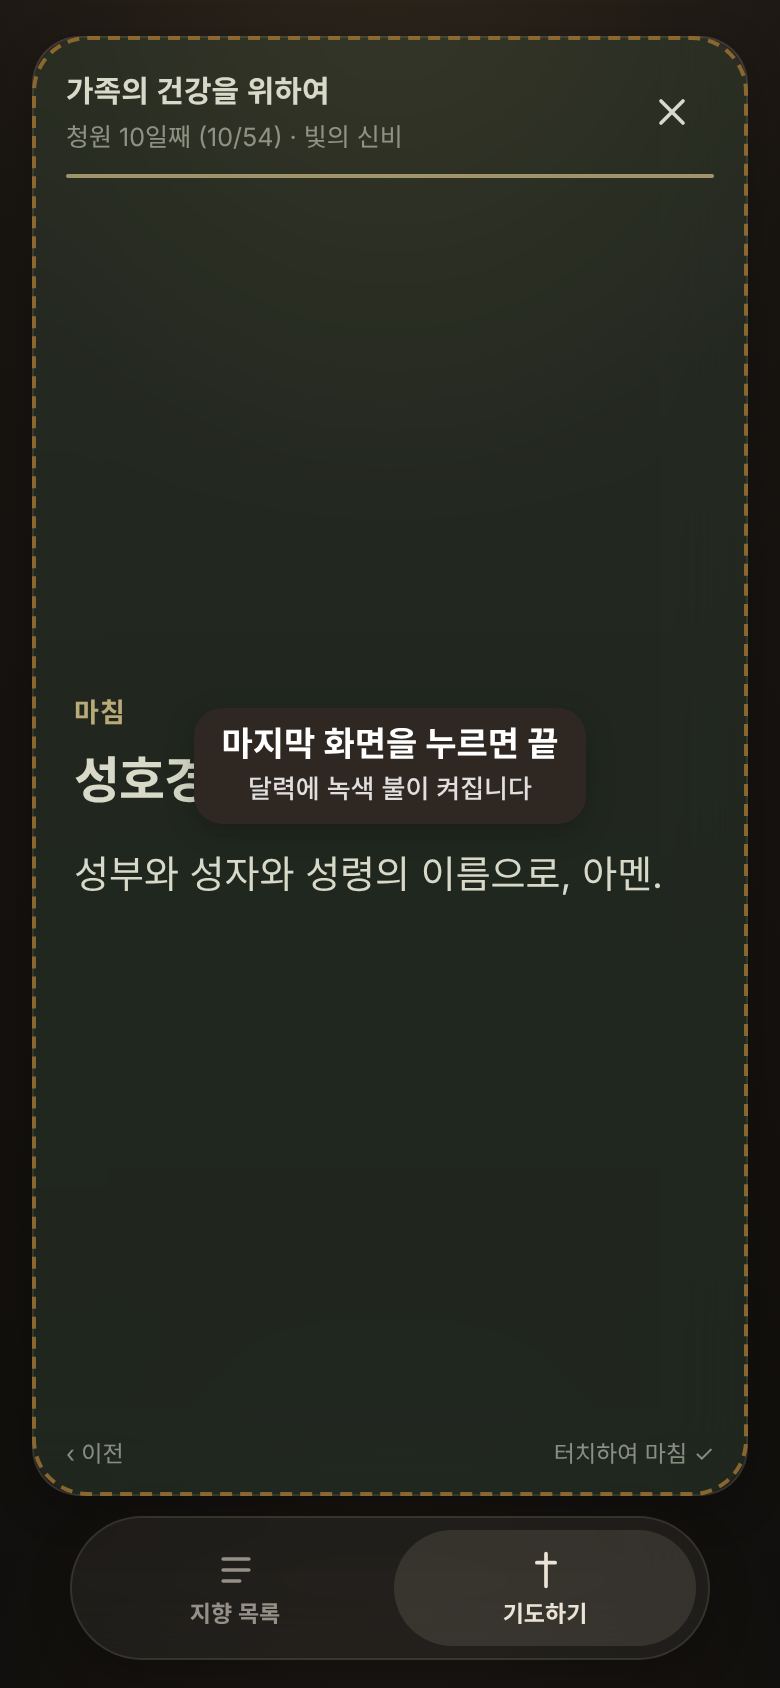 가족의 건강을 위하여
청원 10일째 (10/54) · 빛의 신비
마침
마지막 화면을 누르면 끝
달력에 녹색 불이 켜집니다
성호경
성부와 성자와 성령의 이름으로, 아멘.
‹ 이전
터치하여 마침 ✓
지향 목록
기도하기